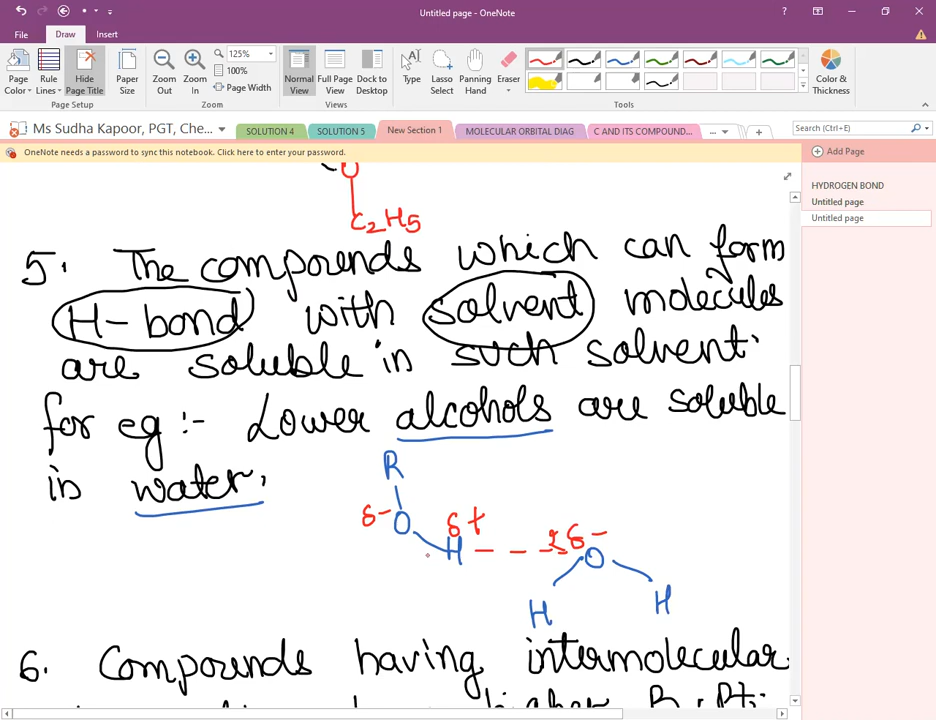 Untitled page - OneNote
File Draw Insert
Page Color Rule Lines Hide Page Title Paper Size Zoom Out Zoom In 125% 100% Page Width Normal View Full Page View Dock to Desktop Type Lasso Select Panning Hand Eraser Color & Thickness
Page Setup Zoom Views Tools
Ms Sudha Kapoor, PGT, Che... SOLUTION 4 SOLUTION 5 New Section 1 MOLECULAR ORBITAL DIAG C AND ITS COMPOUND... ... Search (Ctrl+E)
OneNote needs a password to sync this notebook. Click here to enter your password.
Add Page
HYDROGEN BOND
Untitled page
Untitled page
O
C2H5
5. The compounds which can form
H- bond with solvent molecules
are soluble in such solvent.
for eg :- Lower alcohols are soluble
in water.
R
δ- O δ+ H δ- O
H H
6. Compounds having intermolecular
higher B.Pt.